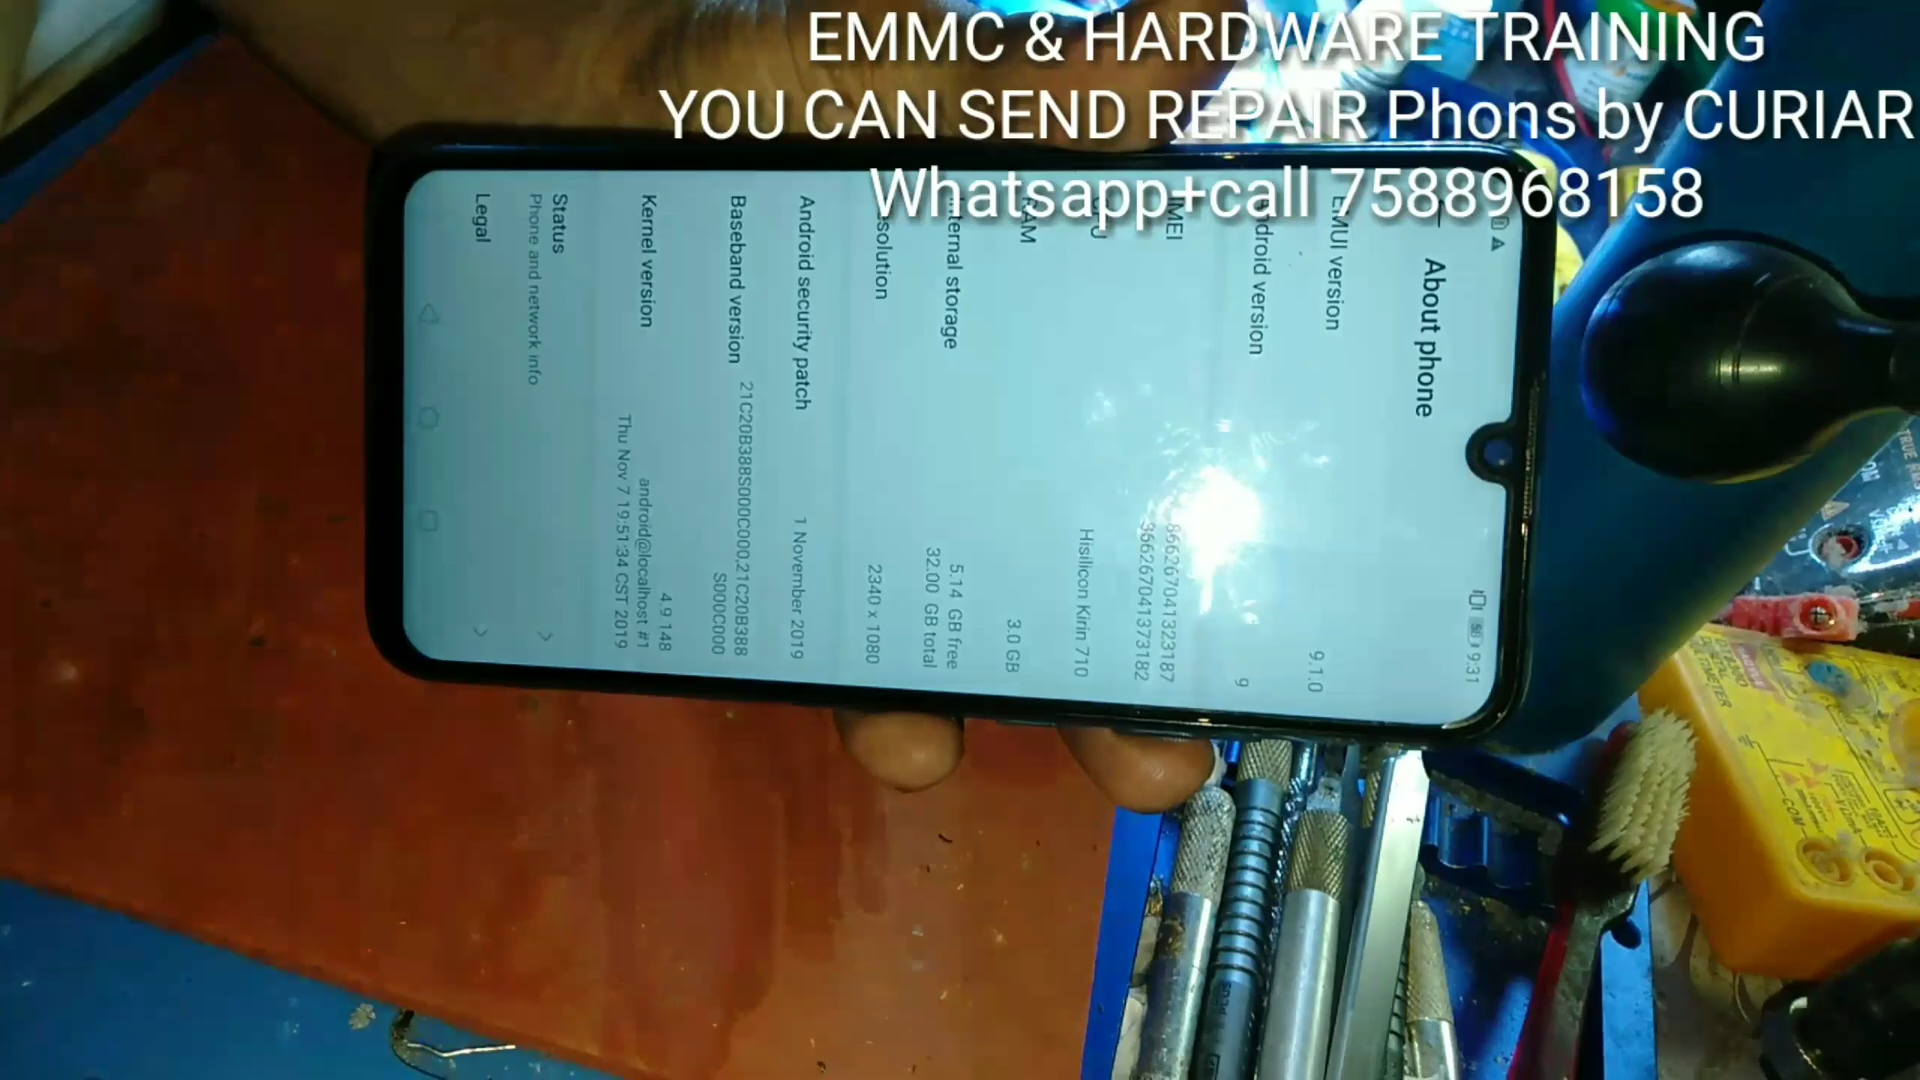 EMMC & HARDWARE TRAINING
YOU CAN SEND REPAIR Phons by CURIAR
Whatsapp+call 7588968158
9:31
About phone
EMUI version
9.1.0
Android version
9
IMEI
866267041323187
866267041373182
CPU
Hisilicon Kirin 710
RAM
3.0 GB
Internal storage
5.14 GB free
32.00 GB total
Resolution
2340 x 1080
Android security patch
1 November 2019
Baseband version
21C20B388S000C000,21C20B388
S000C000
Kernel version
4.9.148
android@localhost #1
Thu Nov 7 19:51:34 CST 2019
Status
Phone and network info
Legal
COM